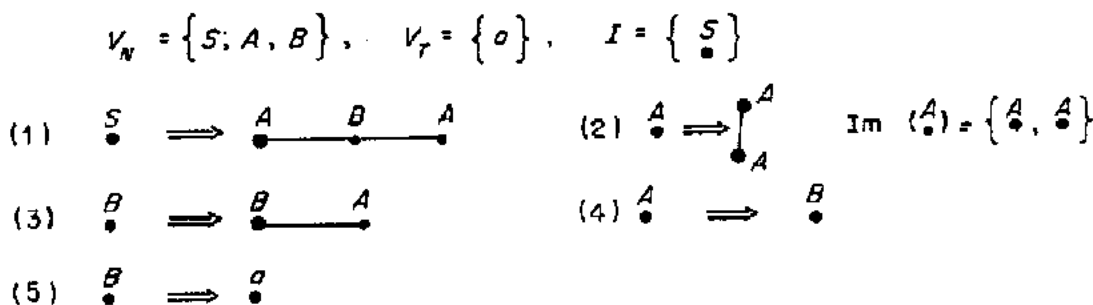 V_N = {S; A, B}, V_T = {a}, I = {S}
(1) S ⟹ A B A (2) A ⟹ A A Im (A) = {A, A}
(3) B ⟹ B A (4) A ⟹ B
(5) B ⟹ a